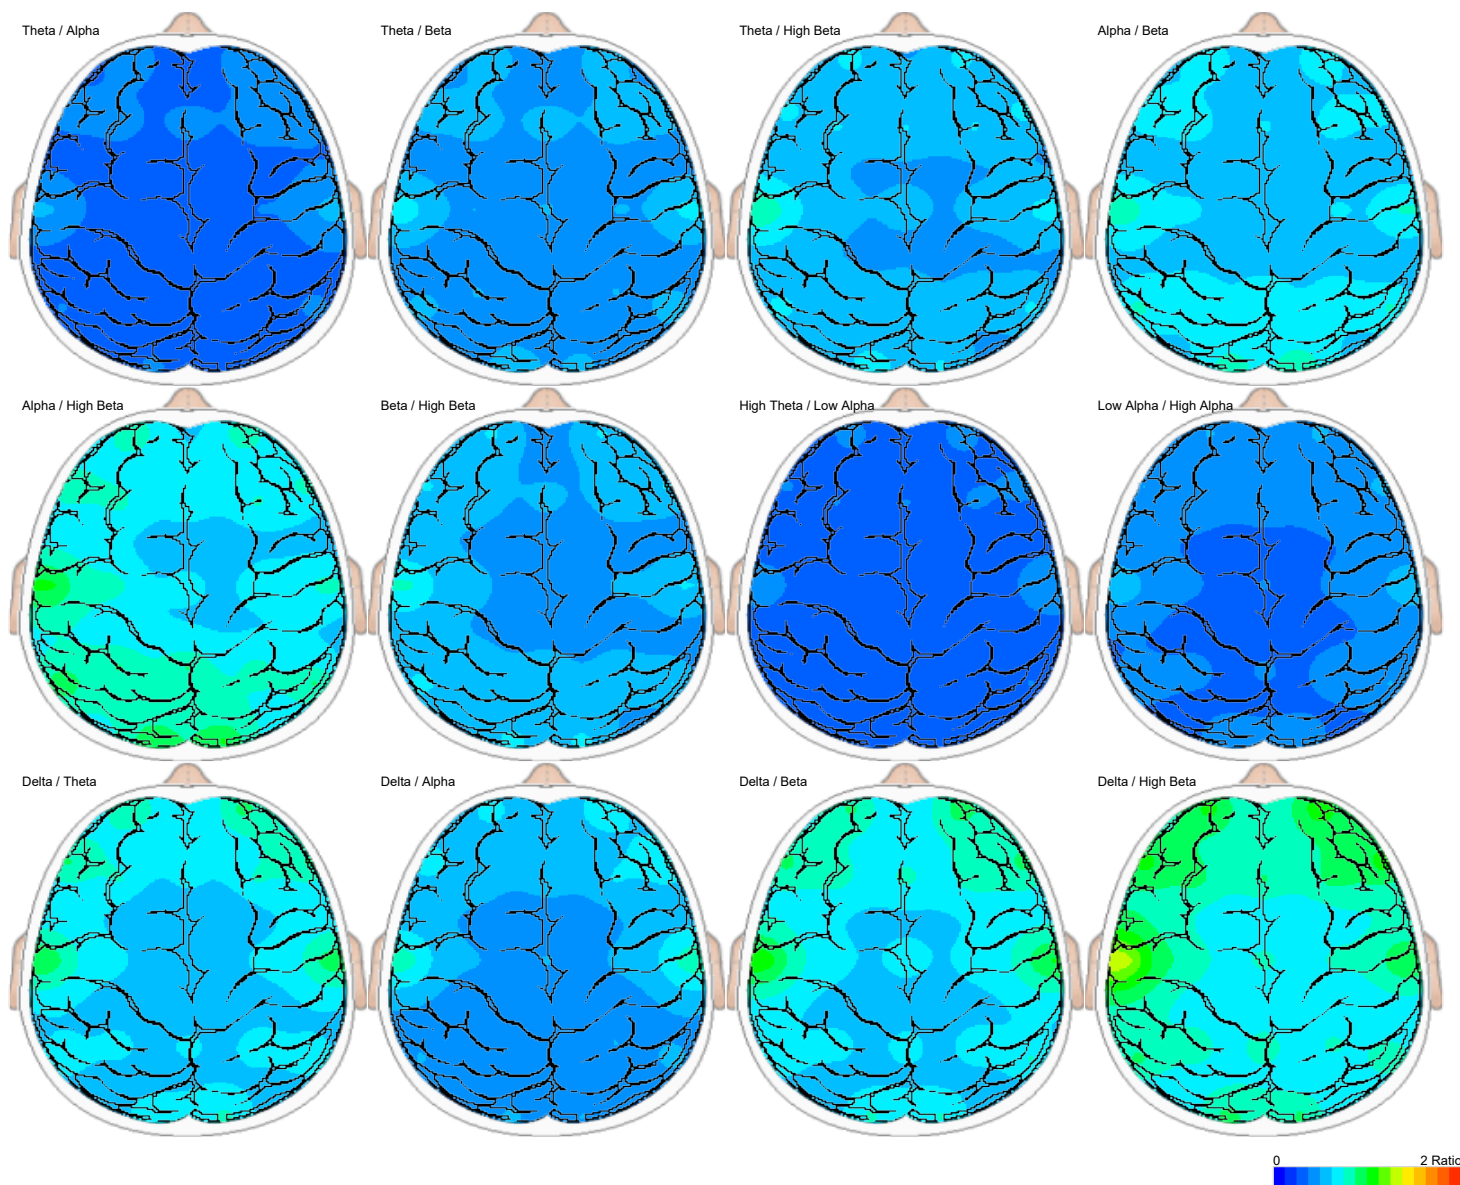 Theta / Alpha
Theta / Beta
Theta / High Beta
Alpha / Beta
Alpha / High Beta
Beta / High Beta
High Theta / Low Alpha
Low Alpha / High Alpha
Delta / Theta
Delta / Alpha
Delta / Beta
Delta / High Beta
0 2 Ratio